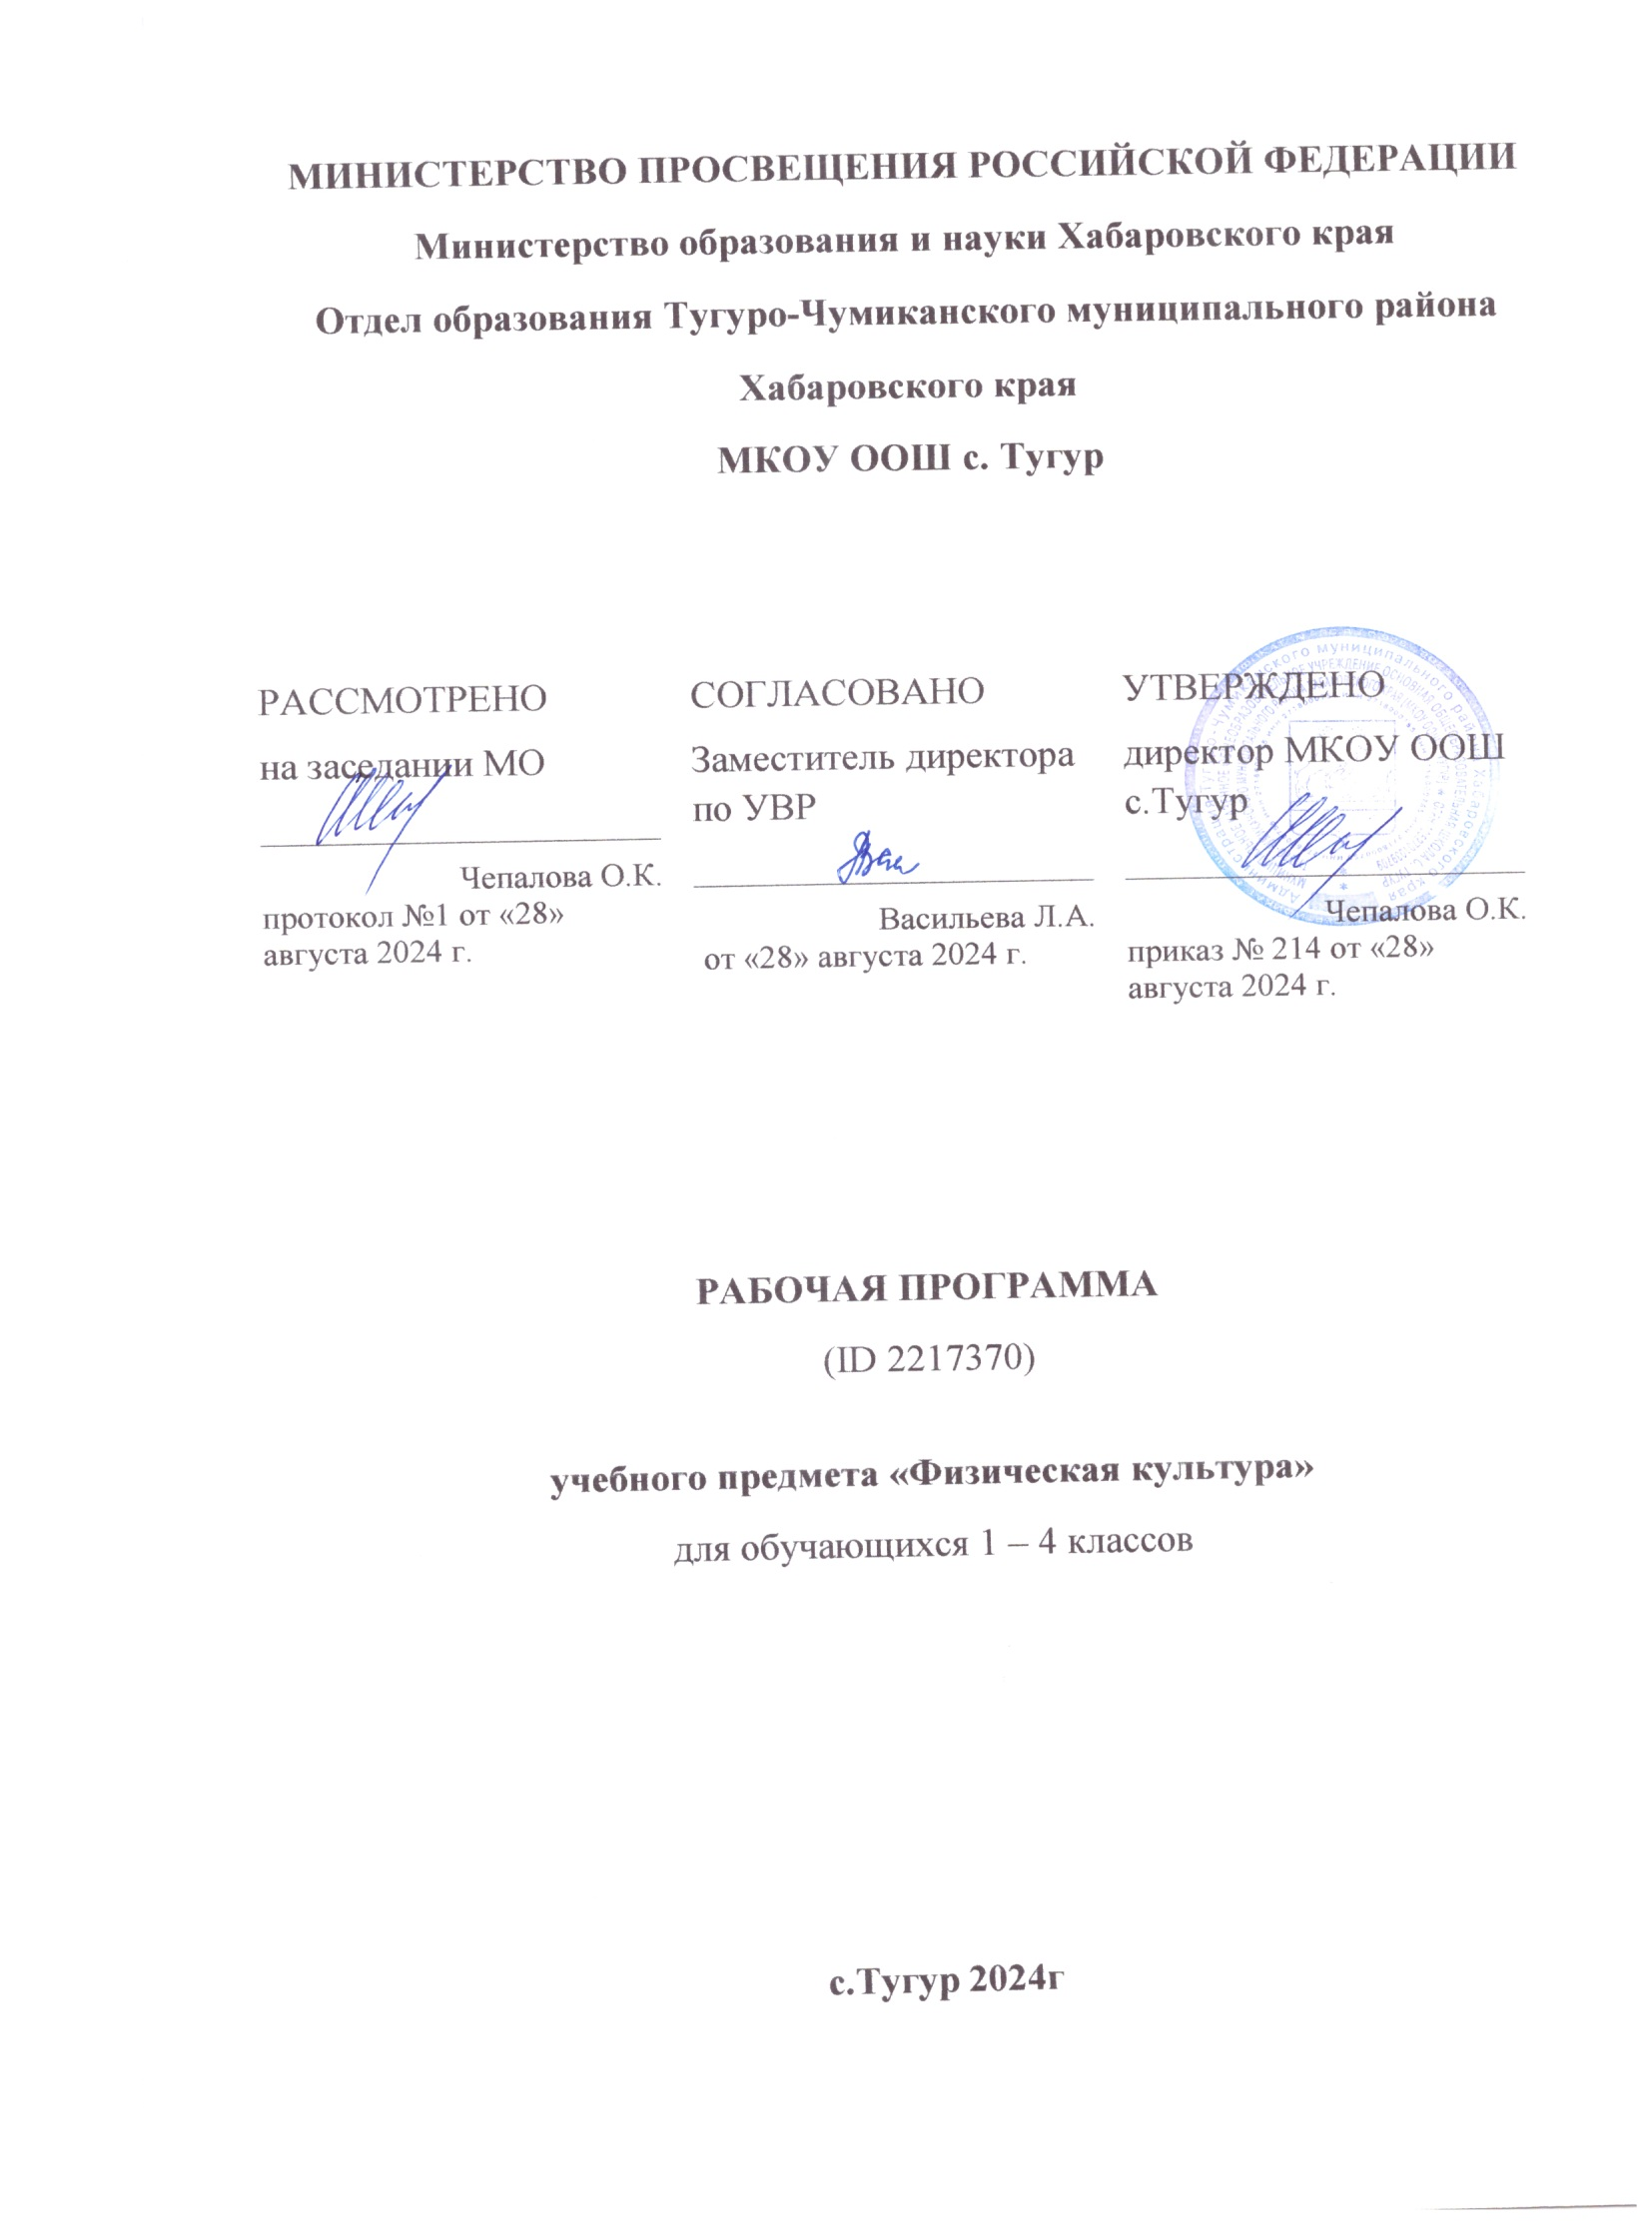 МИНИСТЕРСТВО ПРОСВЕЩЕНИЯ РОССИЙСКОЙ ФЕДЕРАЦИИ
Министерство образования и науки Хабаровского края
Отдел образования Тугуро-Чумиканского муниципального района
Хабаровского края
МКОУ ООШ с. Тугур
РАССМОТРЕНО
на заседании МО
Чепалова О.К.
протокол №1 от «28»
августа 2024 г.
СОГЛАСОВАНО
Заместитель директора
по УВР
Васильева Л.А.
от «28» августа 2024 г.
УТВЕРЖДЕНО
директор МКОУ ООШ
с.Тугур
Чепалова О.К.
приказ № 214 от «28»
августа 2024 г.
РАБОЧАЯ ПРОГРАММА
(ID 2217370)
учебного предмета «Физическая культура»
для обучающихся 1 – 4 классов
с.Тугур 2024г